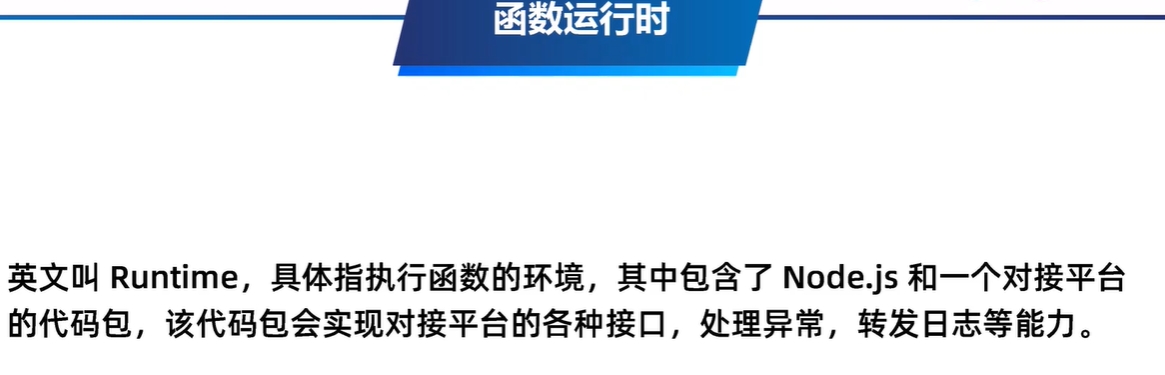 函数运行时
英文叫 Runtime，具体指执行函数的环境，其中包含了 Node.js 和一个对接平台
的代码包，该代码包会实现对接平台的各种接口，处理异常，转发日志等能力。